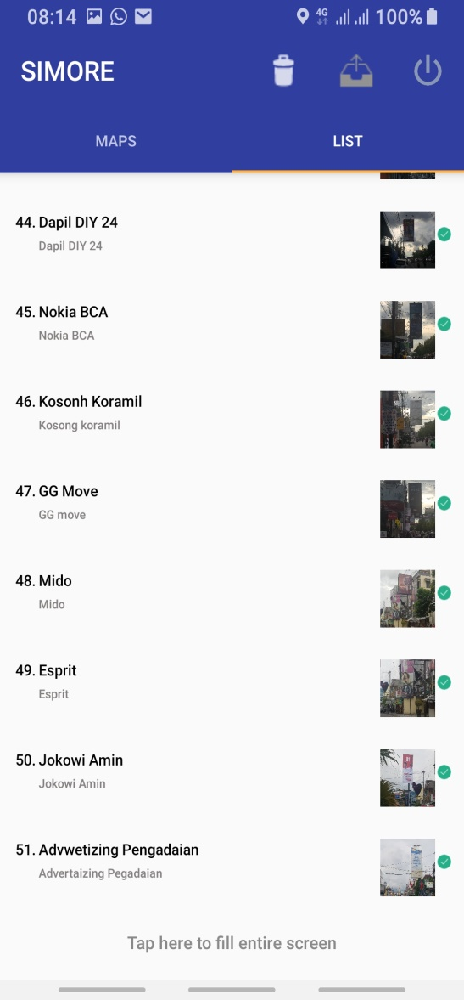 08:14 4G 100%
SIMORE
MAPS LIST
44. Dapil DIY 24
Dapil DIY 24
45. Nokia BCA
Nokia BCA
46. Kosonh Koramil
Kosong koramil
47. GG Move
GG move
48. Mido
Mido
49. Esprit
Esprit
50. Jokowi Amin
Jokowi Amin
51. Advwetizing Pengadaian
Advertaizing Pegadaian
Tap here to fill entire screen